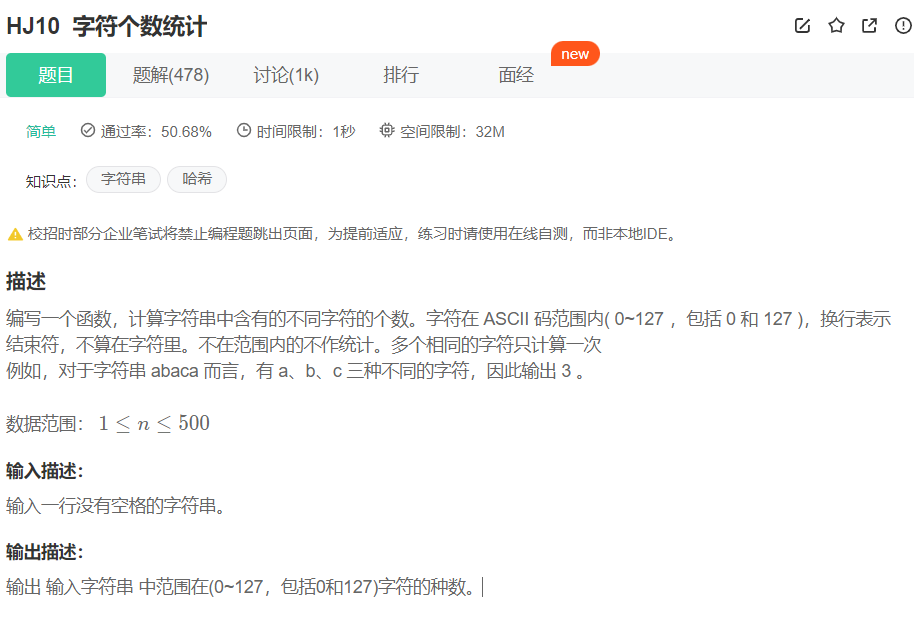 HJ10 字符个数统计
new
题目 题解(478) 讨论(1k) 排行 面经
简单 通过率：50.68% 时间限制：1秒 空间限制：32M
知识点： 字符串 哈希
校招时部分企业笔试将禁止编程题跳出页面，为提前适应，练习时请使用在线自测，而非本地IDE。
描述
编写一个函数，计算字符串中含有的不同字符的个数。字符在 ASCII 码范围内( 0~127 ，包括 0 和 127 )，换行表示
结束符，不算在字符里。不在范围内的不作统计。多个相同的字符只计算一次
例如，对于字符串 abaca 而言，有 a、b、c 三种不同的字符，因此输出 3 。
数据范围： 1 ≤ n ≤ 500
输入描述：
输入一行没有空格的字符串。
输出描述：
输出 输入字符串 中范围在(0~127，包括0和127)字符的种数。